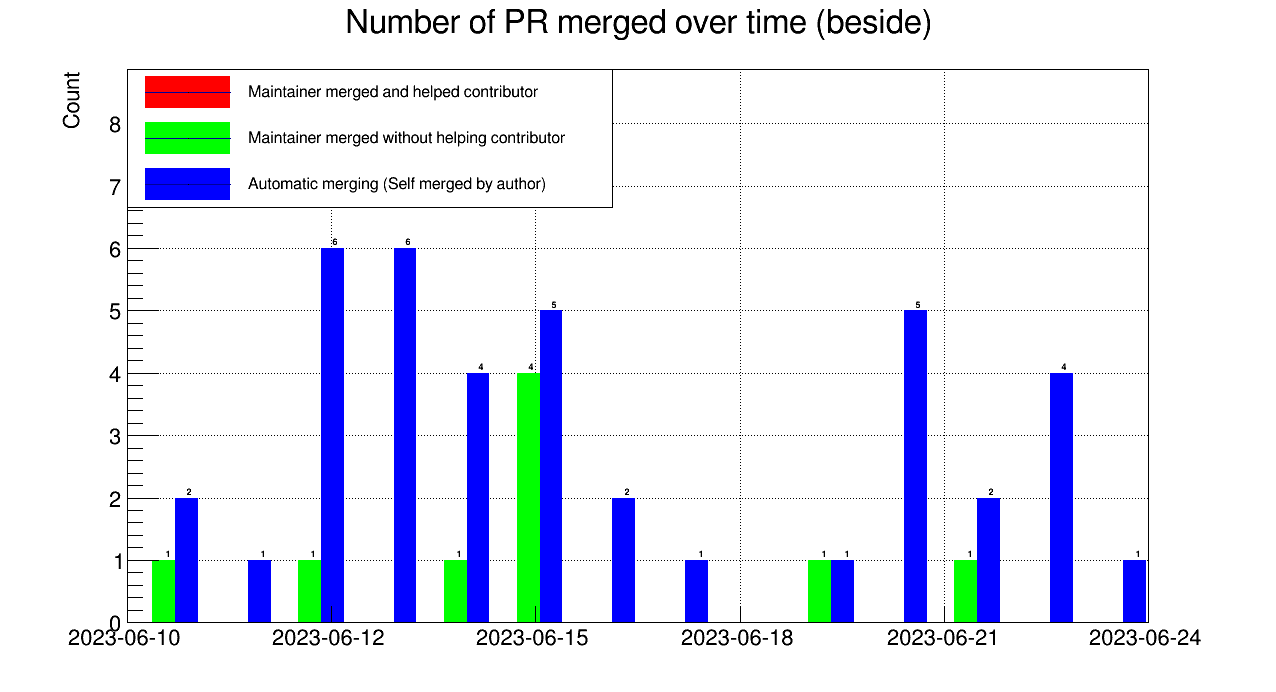 Number of PR merged over time (beside)
Count
Maintainer merged and helped contributor
Maintainer merged without helping contributor
Automatic merging (Self merged by author)
8
7
6
5
4
3
2
1
0
1 2 1 1 6 6 1 4 4 5 2 1 1 1 5 1 2 4 1
2023-06-10 2023-06-12 2023-06-15 2023-06-18 2023-06-21 2023-06-24